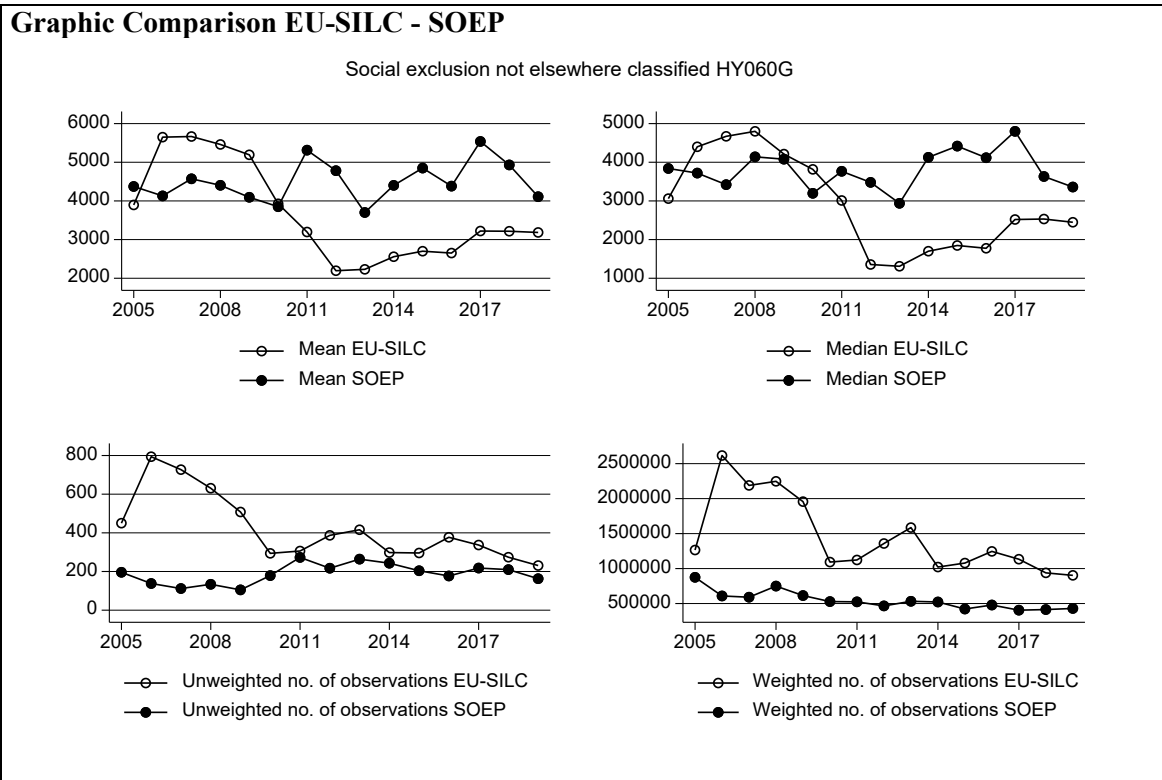 Graphic Comparison EU-SILC - SOEP
Social exclusion not elsewhere classified HY060G
6000
5000
4000
3000
2000
2005 2008 2011 2014 2017
Mean EU-SILC
Mean SOEP
5000
4000
3000
2000
1000
2005 2008 2011 2014 2017
Median EU-SILC
Median SOEP
800
600
400
200
0
2005 2008 2011 2014 2017
Unweighted no. of observations EU-SILC
Unweighted no. of observations SOEP
2500000
2000000
1500000
1000000
500000
2005 2008 2011 2014 2017
Weighted no. of observations EU-SILC
Weighted no. of observations SOEP